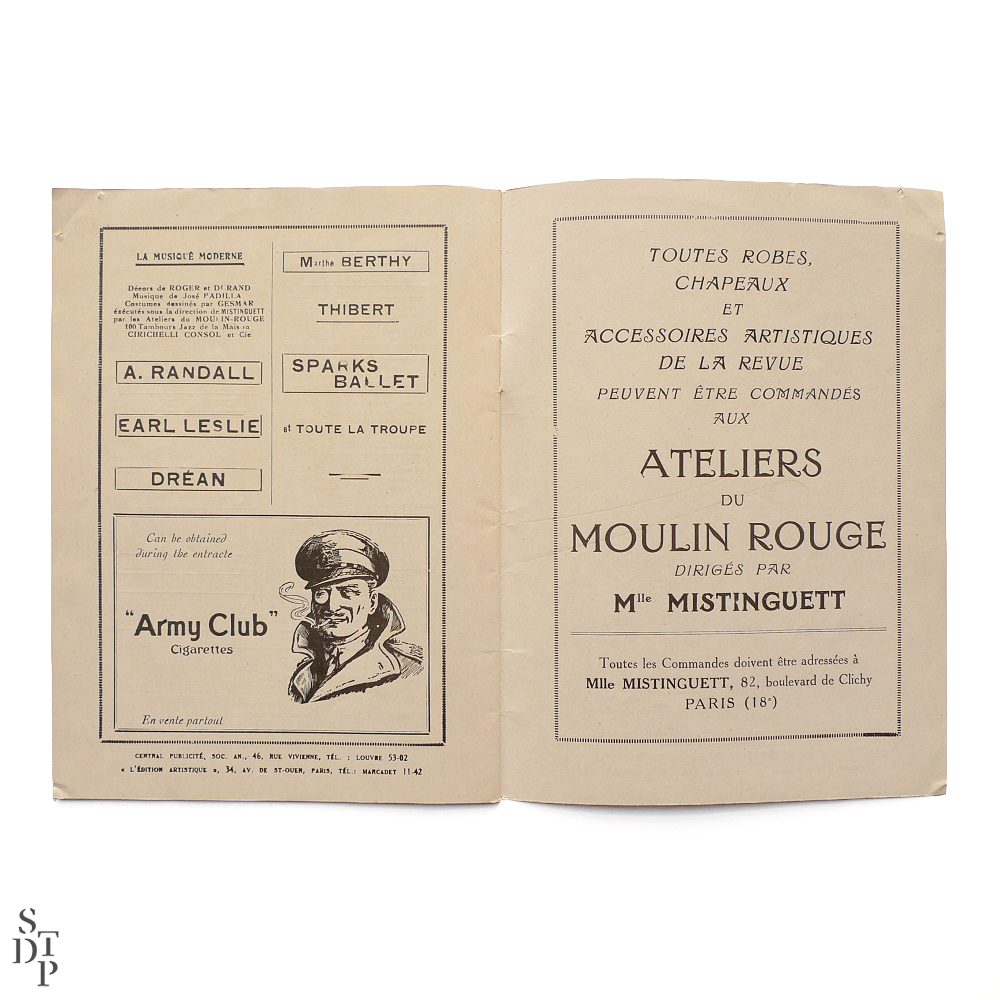 LA MUSIQUE MODERNE
Décors de ROGER et DURAND
Musique de José PADILLA
Costumes dessinés par GESMAR
éxécutés sous la direction de MISTINGUETT
par les Ateliers du MOULIN-ROUGE
100 Tambours Jazz de la Maison
CIRICHELLI CONSOL et Cie
A. RANDALL
EARL LESLIE
DRÉAN
Marthe BERTHY
THIBERT
SPARKS
BALLET
et TOUTE LA TROUPE
Can be obtained
during the entracte
"Army Club"
Cigarettes
En vente partout
CENTRAL PUBLICITÉ, SOC. AN., 46, RUE VIVIENNE, TÉL. : LOUVRE 53-02
« L'ÉDITION ARTISTIQUE », 34, AV. DE ST-OUEN, PARIS, TÉL.: MARCADET 11-42
TOUTES ROBES,
CHAPEAUX
ET
ACCESSOIRES ARTISTIQUES
DE LA REVUE
PEUVENT ÊTRE COMMANDÉS
AUX
ATELIERS
DU
MOULIN ROUGE
DIRIGÉS PAR
Mlle MISTINGUETT
Toutes les Commandes doivent être adressées à
Mlle MISTINGUETT, 82, boulevard de Clichy
PARIS (18e)
S
DT
P